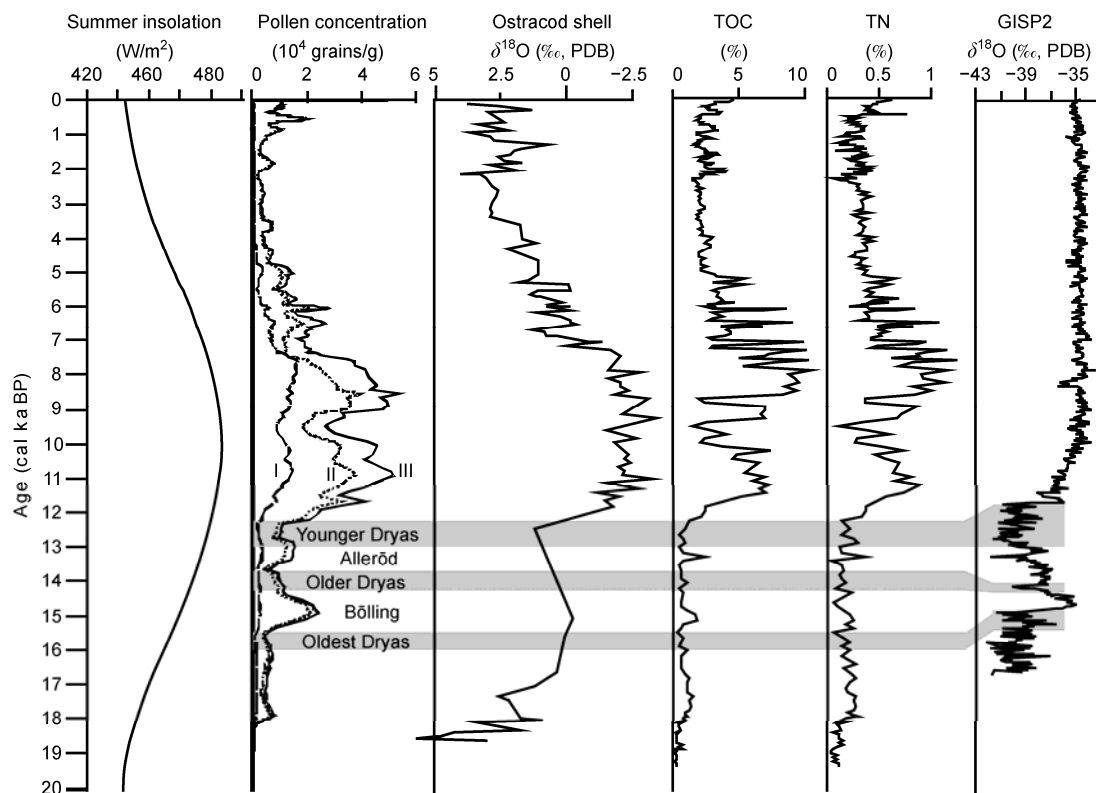 Summer insolation Pollen concentration Ostracod shell TOC TN GISP2
(W/m²) (10⁴ grains/g) δ¹⁸O (‰, PDB) (%) (%) δ¹⁸O (‰, PDB)
420 460 480 0 2 4 6 5 2.5 0 −2.5 0 5 10 0 0.5 1 −43 −39 −35
0
1
2
3
4
5
6
7
8
9
10
11
12
13
14
15
16
17
18
19
20
Age (cal ka BP)
I II III
Younger Dryas
Allerōd
Older Dryas
Bōlling
Oldest Dryas